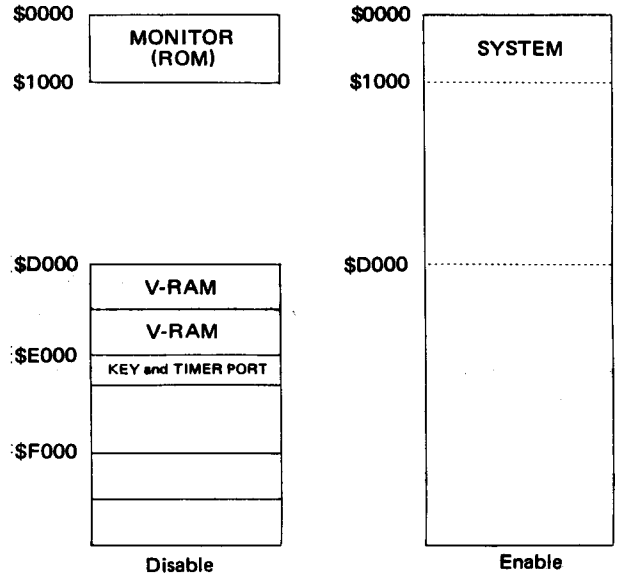 $0000
MONITOR
(ROM)
$1000
$D000
V-RAM
V-RAM
$E000
KEY and TIMER PORT
$F000
Disable
$0000
SYSTEM
$1000
$D000
Enable